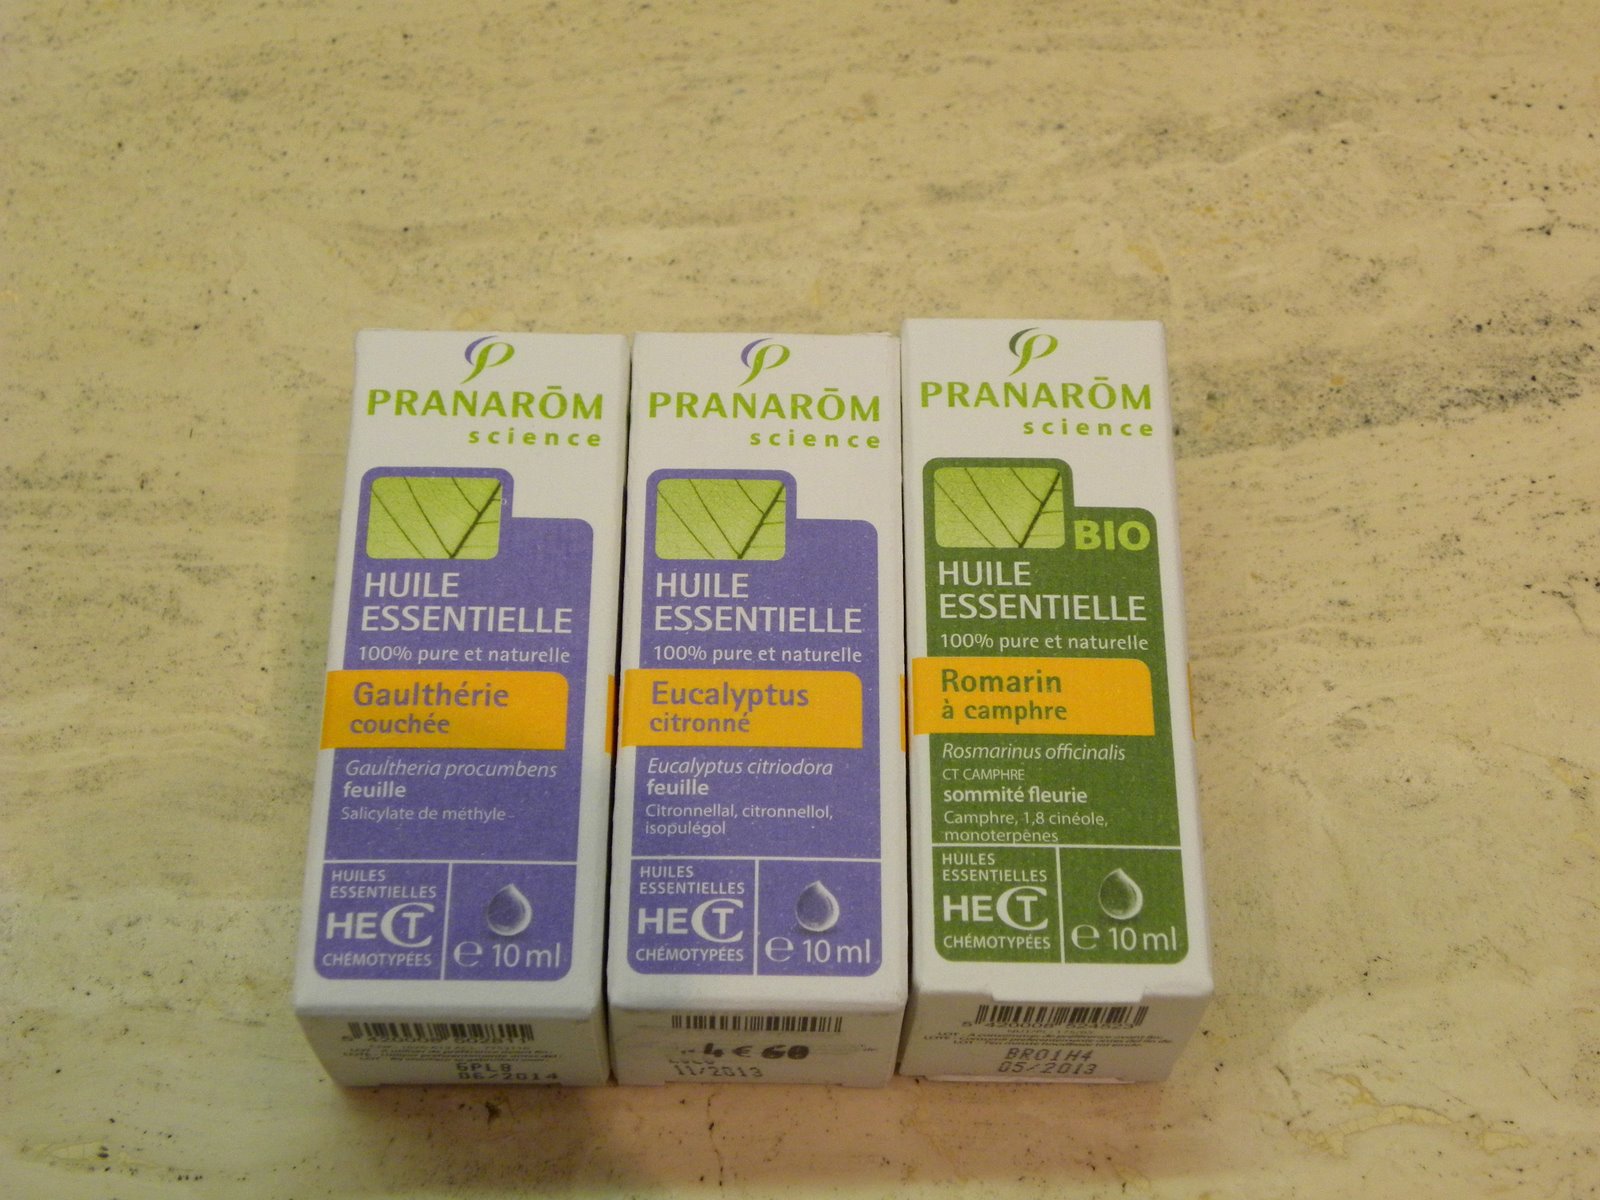 PRANARŌM
science
HUILE
ESSENTIELLE
100% pure et naturelle
Gaulthérie
couchée
Gaultheria procumbens
feuille
Salicylate de méthyle
HUILES
ESSENTIELLES
HECT
CHÉMOTYPÉES
e 10 ml
06/2014
PRANARŌM
science
HUILE
ESSENTIELLE
100% pure et naturelle
Eucalyptus
citronné
Eucalyptus citriodora
feuille
Citronnellal, citronnellol,
isopulégol
HUILES
ESSENTIELLES
HECT
CHÉMOTYPÉES
e 10 ml
4€60
11/2013
PRANARŌM
science
BIO
HUILE
ESSENTIELLE
100% pure et naturelle
Romarin
à camphre
Rosmarinus officinalis
CT CAMPHRE
sommité fleurie
Camphre, 1,8 cinéole,
monoterpènes
HUILES
ESSENTIELLES
HECT
CHÉMOTYPÉES
e 10 ml
BR01H4
05/2013